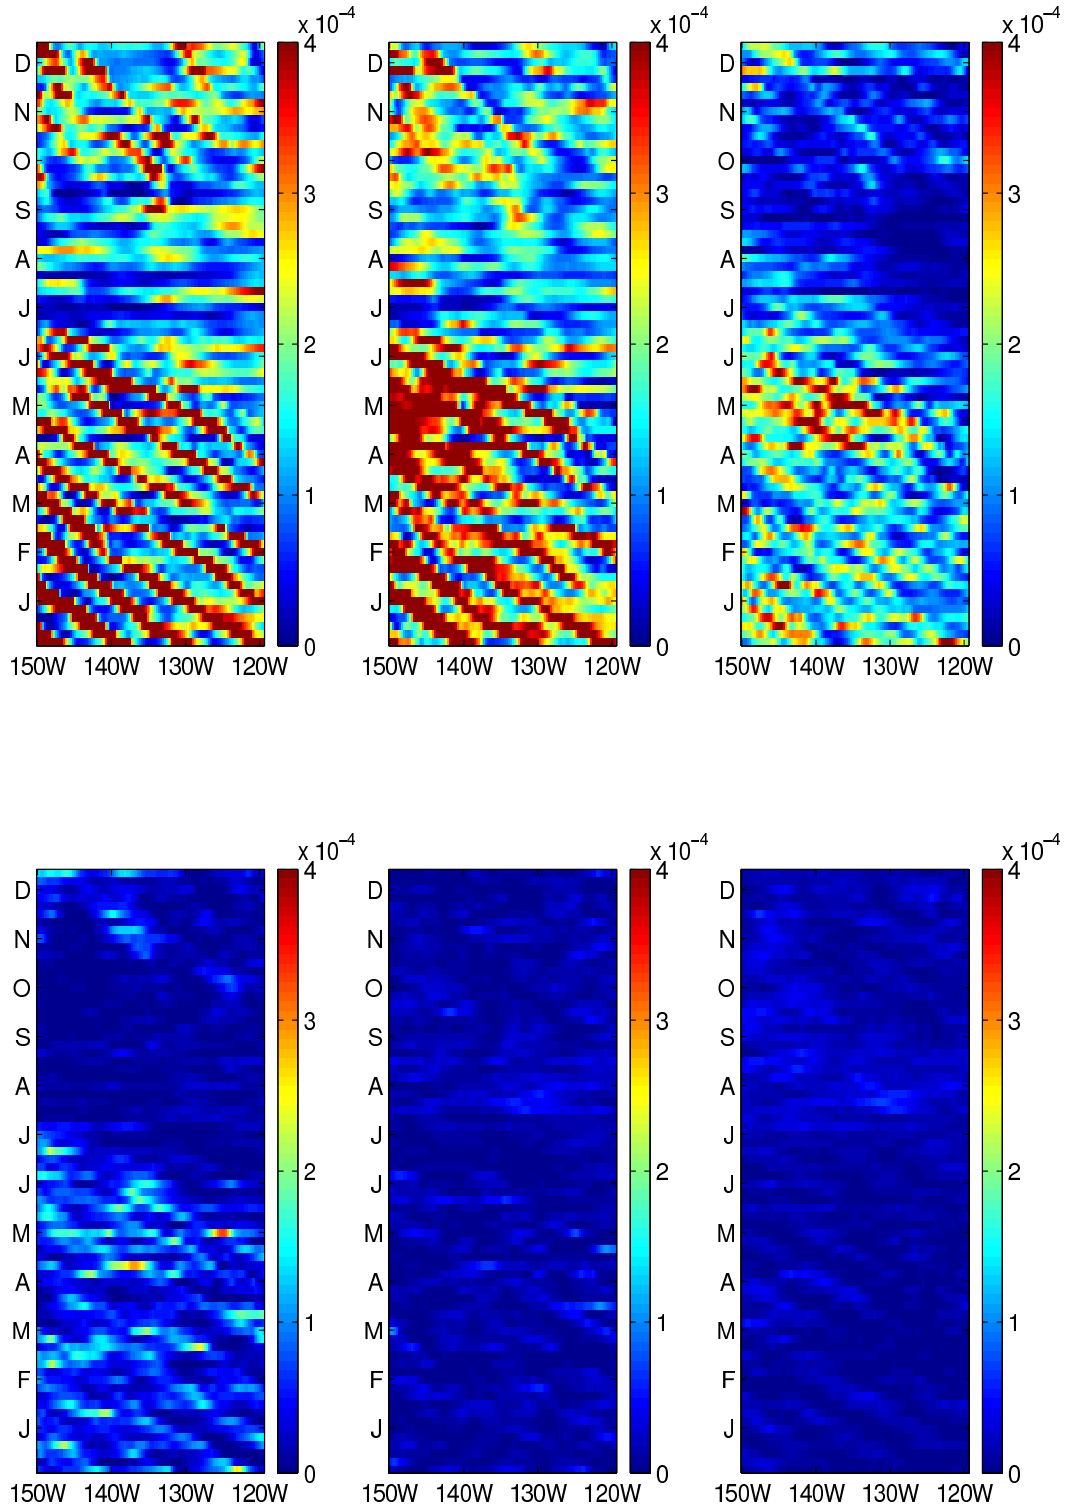 x 10⁻⁴ x 10⁻⁴ x 10⁻⁴
4 4 4
D D D
N N N
3 3 3
O O O
S S S
A A A
J J J
2 2 2
J J J
M M M
A A A
1 1 1
M M M
F F F
J J J
0 0 0
150W 140W 130W 120W 150W 140W 130W 120W 150W 140W 130W 120W
x 10⁻⁴ x 10⁻⁴ x 10⁻⁴
4 4 4
D D D
N N N
O O O
3 3 3
S S S
A A A
J J J
2 2 2
J J J
M M M
A A A
1 1 1
M M M
F F F
J J J
0 0 0
150W 140W 130W 120W 150W 140W 130W 120W 150W 140W 130W 120W